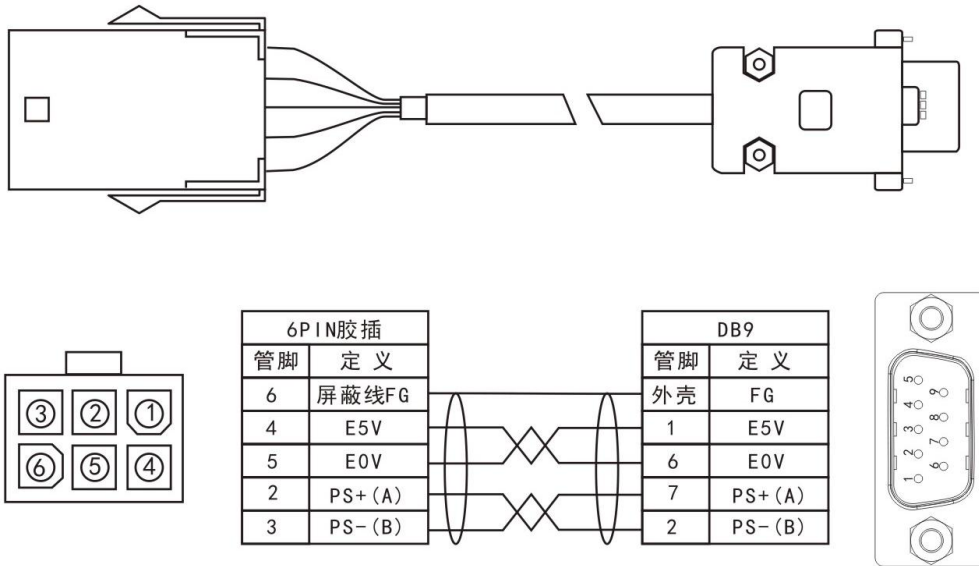 6PIN胶插
管脚 定 义
6 屏蔽线FG
4 E5V
5 E0V
2 PS+(A)
3 PS-(B)
DB9
管脚 定 义
外壳 FG
1 E5V
6 E0V
7 PS+(A)
2 PS-(B)
③ ② ①
⑥ ⑤ ④
5
9
4
8
3
7
2
6
1